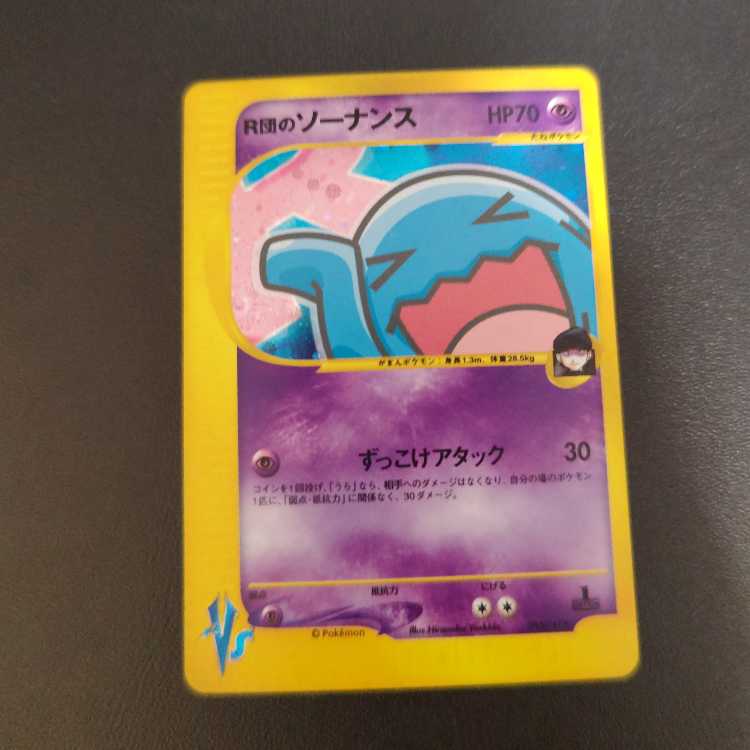 R団のソーナンス HP70
たねポケモン
がまんポケモン：身長1.3m、体重28.5kg
ずっこけアタック 30
コインを1回投げ、「うら」なら、相手へのダメージはなくなり、自分の場のポケモン
1匹に、「弱点・抵抗力」に関係なく、30ダメージ。
弱点 抵抗力 にげる
1
VS
© Pokémon Illus.